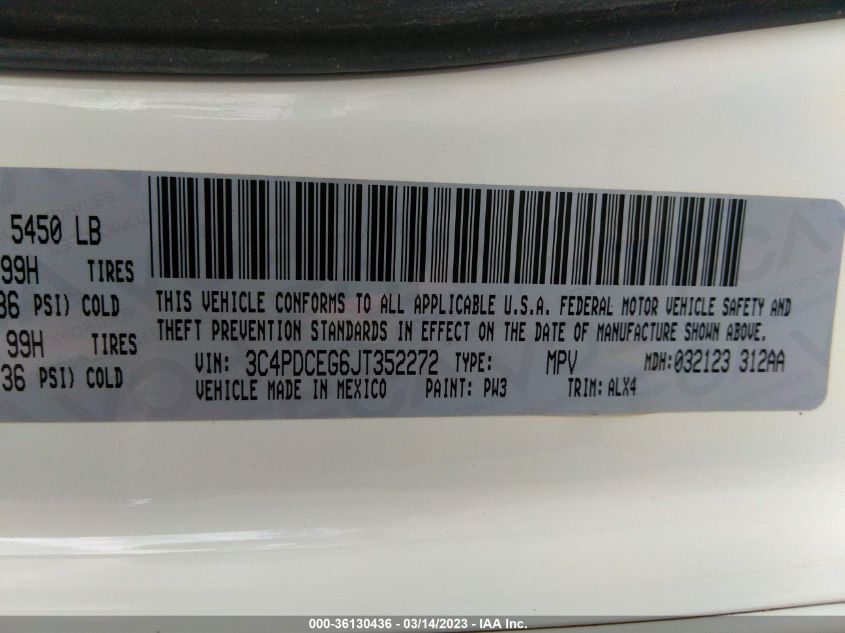 5450 LB
99H TIRES
36 PSI) COLD
99H TIRES
36 PSI) COLD
THIS VEHICLE CONFORMS TO ALL APPLICABLE U.S.A. FEDERAL MOTOR VEHICLE SAFETY AND
THEFT PREVENTION STANDARDS IN EFFECT ON THE DATE OF MANUFACTURE SHOWN ABOVE.
VIN: 3C4PDCEG6JT352272 TYPE: MPV MDH: 032123 312AA
VEHICLE MADE IN MEXICO PAINT: PW3 TRIM: ALX4
000-36130436 - 03/14/2023 - IAA Inc.